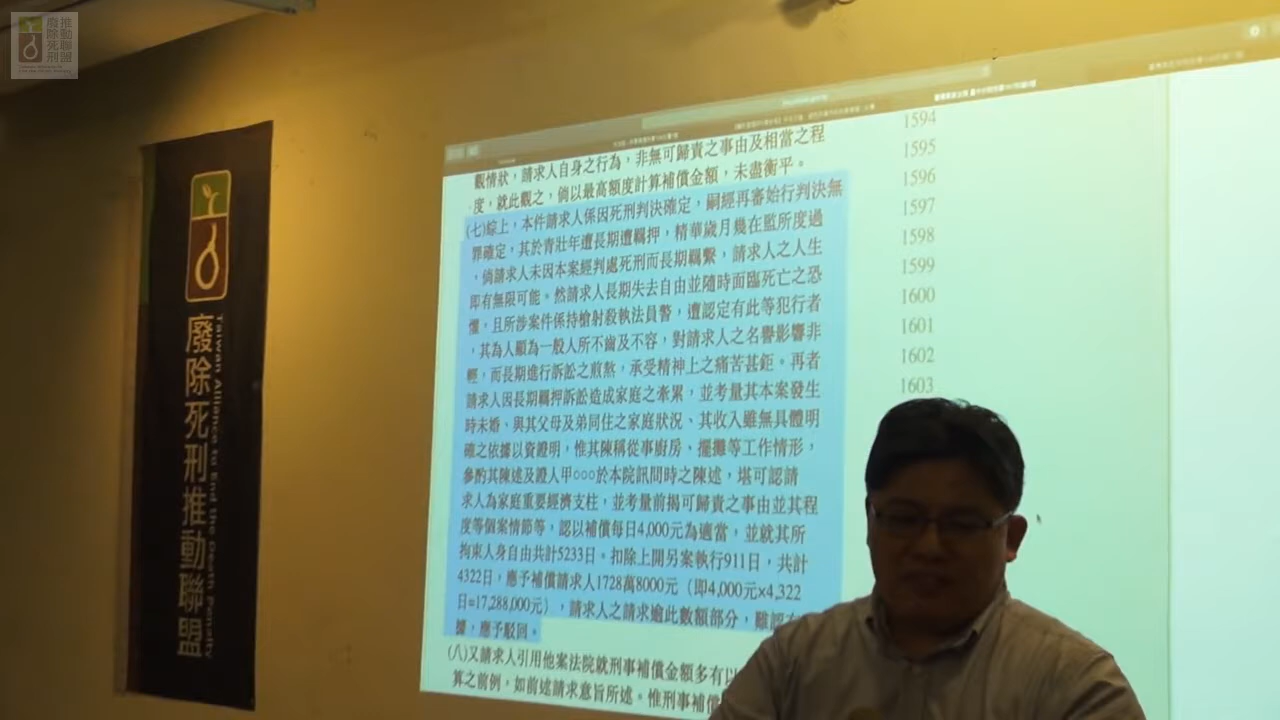 廢除死刑
推動聯盟
廢除死刑推動聯盟
Taiwan Alliance to End the Death Penalty
觀情狀，請求人自身之行為，非無可歸責之事由及相當之程
度，就此觀之，倘以最高額度計算補償金額，未盡衡平。
(七)綜上，本件請求人係因死刑判決確定，嗣經再審始行判決無
罪確定，其於青壯年遭長期遭羈押，精華歲月幾在監所度過
，倘請求人未因本案經判處死刑而長期羈繫，請求人之人生
即有無限可能。然請求人長期失去自由並隨時面臨死亡之恐
懼，且所涉案件係持槍射殺執法員警，遭認定有此等犯行者
，其為人顯為一般人所不齒及不容，對請求人之名譽影響非
輕，而長期進行訴訟之煎熬，承受精神上之痛苦甚鉅。再者
請求人因長期羈押訴訟造成家庭之牽累，並考量其本案發生
時未婚、與其父母及弟同住之家庭狀況、其收入雖無具體明
確之依據以資證明，惟其陳稱從事廚房、擺攤等工作情形，
參酌其陳述及證人甲○○○於本院訊問時之陳述，堪可認請
求人為家庭重要經濟支柱，並考量前揭可歸責之事由並其程
度等個案情節等，認以補償每日4,000元為適當，並就其所
拘束人身自由共計5233日。扣除上開另案執行911日，共計
4322日，應予補償請求人1728萬8000元（即4,000元×4,322
日=17,288,000元），請求人之請求逾此數額部分，難認有
據，應予駁回。
(八)又請求人引用他案法院就刑事補償金額多有以
算之前例，如前述請求意旨所述。惟刑事補償
1594
1595
1596
1597
1598
1599
1600
1601
1602
1603